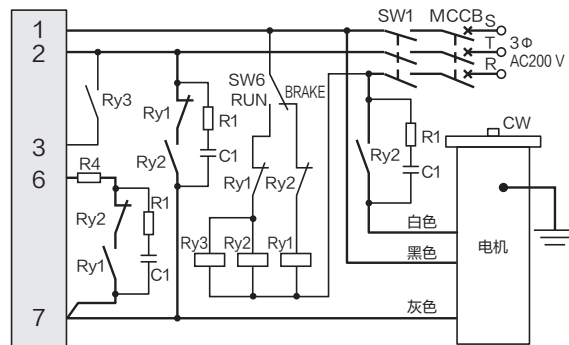 SW1 MCCB S
1
2
T 3Φ
R AC200 V
SW6
RUN
BRAKE
Ry3
Ry1
R1
CW
3
Ry2
C1
Ry2
R1
C1
6
R4
Ry1
Ry2
R1
Ry2
白色
电机
Ry3
Ry2
Ry1
黑色
Ry1
C1
7
灰色